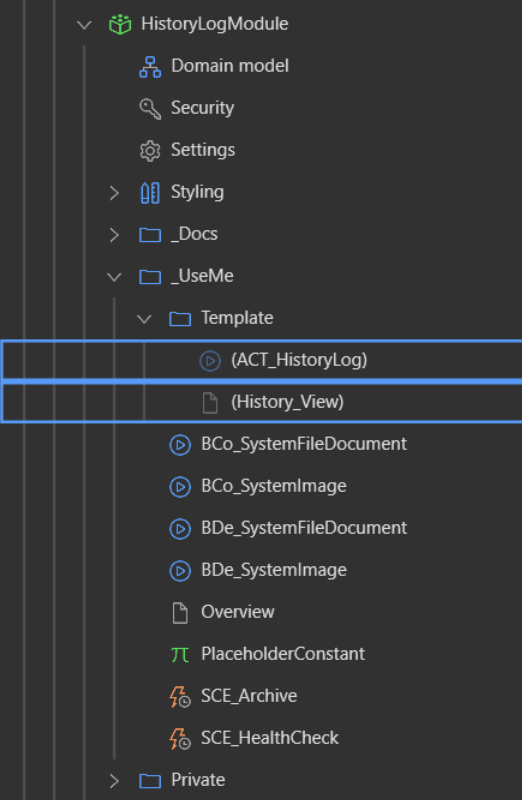 HistoryLogModule
Domain model
Security
Settings
Styling
_Docs
_UseMe
Template
(ACT_HistoryLog)
(History_View)
BCo_SystemFileDocument
BCo_SystemImage
BDe_SystemFileDocument
BDe_SystemImage
Overview
PlaceholderConstant
SCE_Archive
SCE_HealthCheck
Private